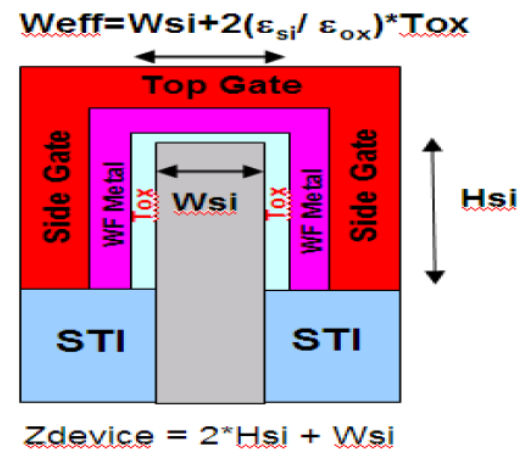 Weff=Wsi+2(εsi/ εox)*Tox
Top Gate
Side Gate
WF Metal
Tox
Wsi
Tox
WF Metal
Side Gate
Hsi
STI
STI
Zdevice = 2*Hsi + Wsi